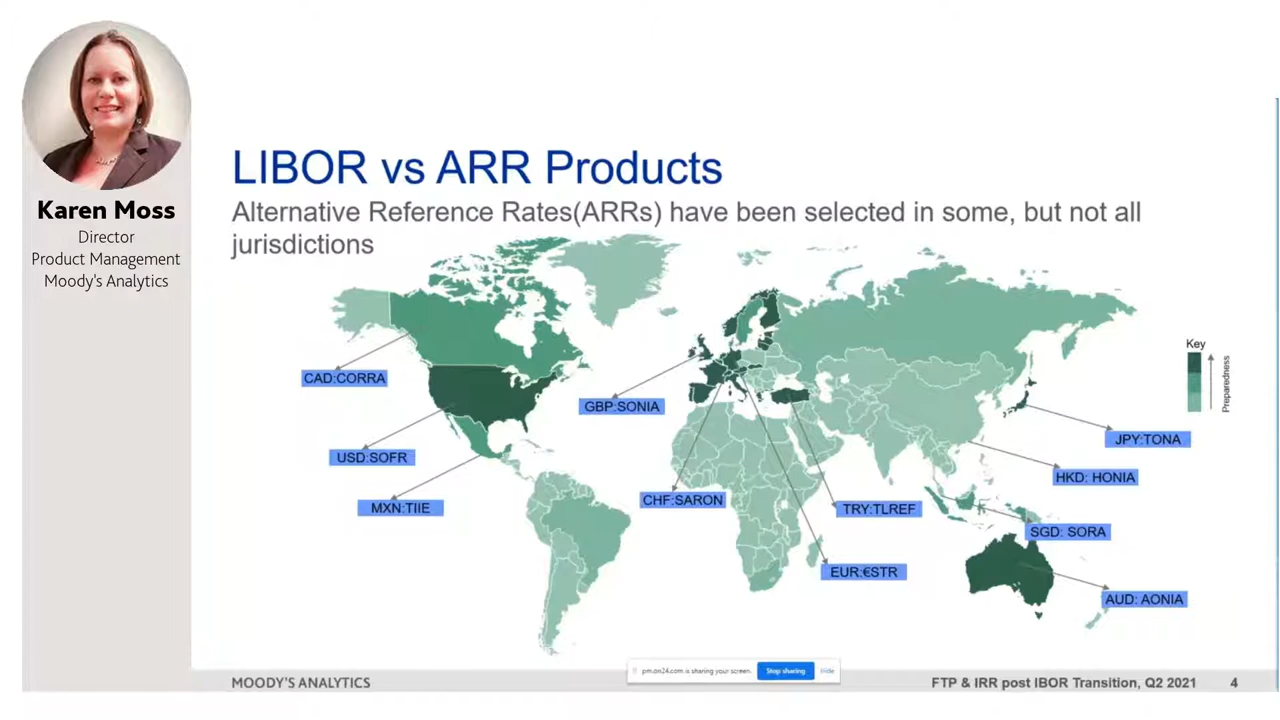 Karen Moss
Director
Product Management
Moody's Analytics
LIBOR vs ARR Products
Alternative Reference Rates(ARRs) have been selected in some, but not all
jurisdictions
Key
Preparedness
CAD:CORRA
GBP:SONIA
JPY:TONA
USD:SOFR
HKD: HONIA
MXN:TIIE
CHF:SARON
TRY:TLREF
SGD: SORA
EUR:€STR
AUD: AONIA
pm.on24.com is sharing your screen.
Stop sharing
Hide
MOODY'S ANALYTICS
FTP & IRR post IBOR Transition, Q2 2021
4